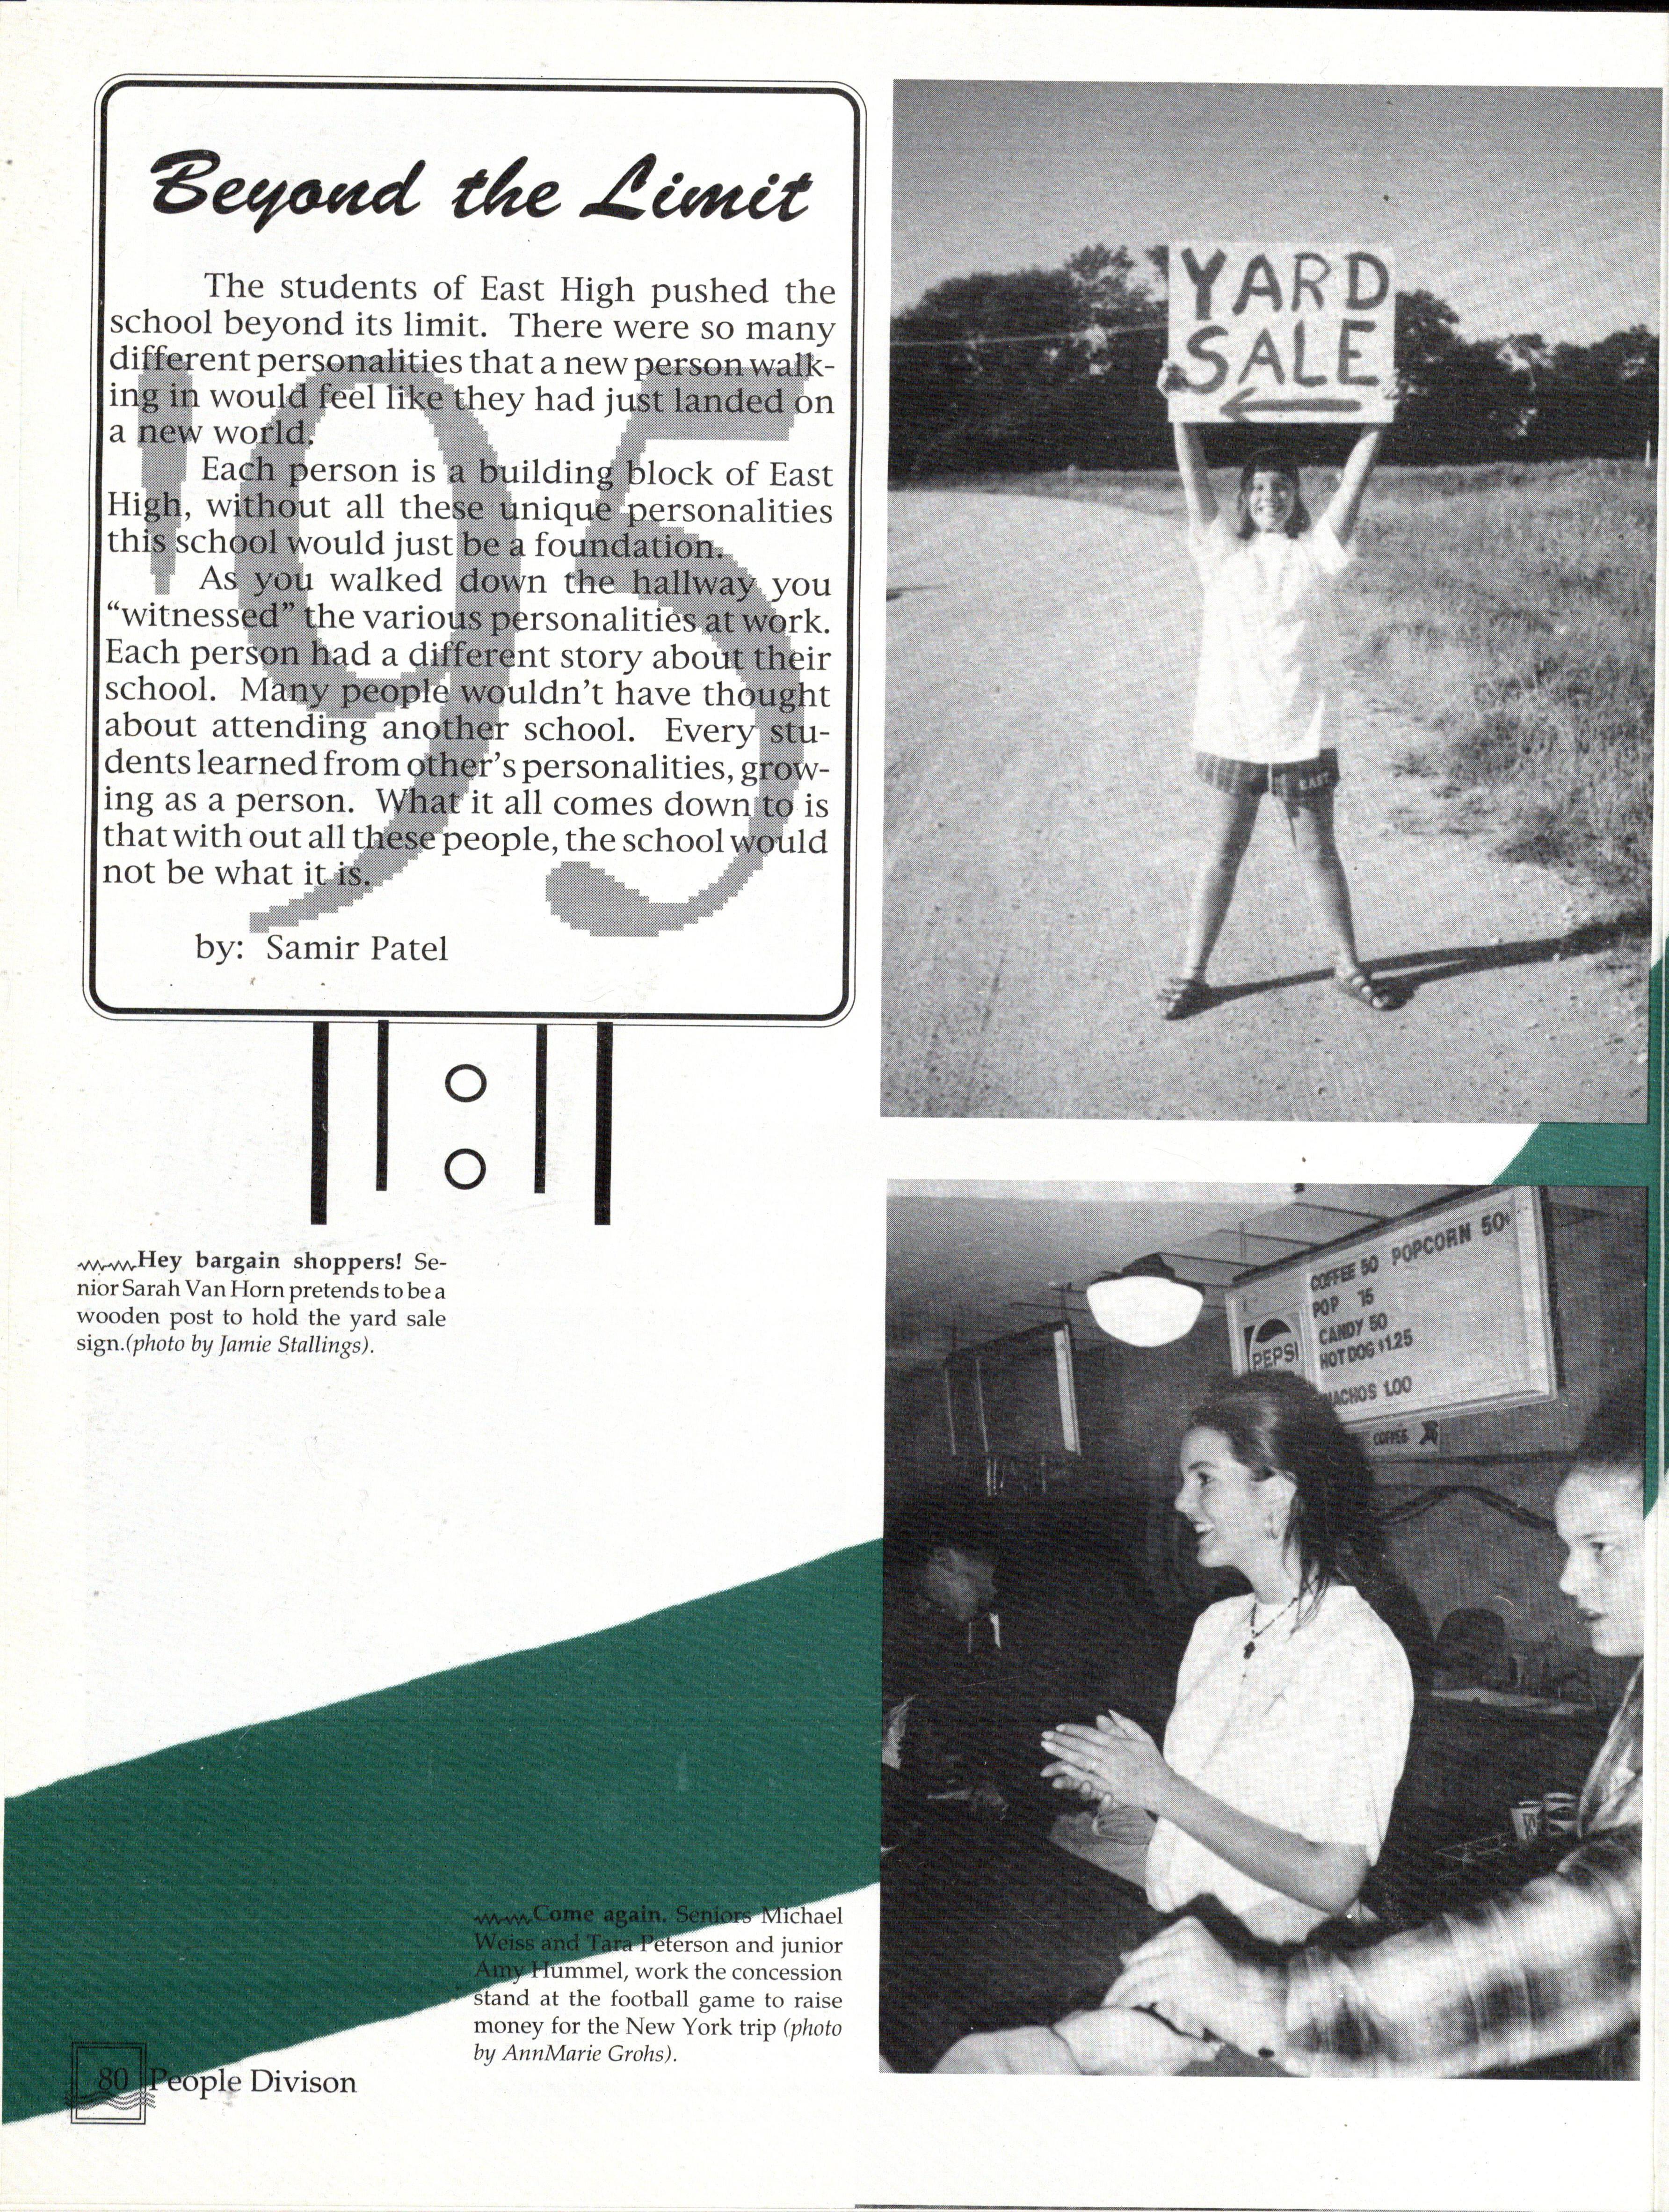 Beyond the Limit
The students of East High pushed the
school beyond its limit. There were so many
different personalities that a new person walk-
ing in would feel like they had just landed on
a new world.
Each person is a building block of East
High, without all these unique personalities
this school would just be a foundation.
As you walked down the hallway you
“witnessed” the various personalities at work.
Each person had a different story about their
school. Many people wouldn’t have thought
about attending another school. Every stu-
dents learned from other’s personalities, grow-
ing as a person. What it all comes down to is
that with out all these people, the school would
not be what it is.
by: Samir Patel
'95
YARD
SALE
EAST
Hey bargain shoppers! Se-
nior Sarah Van Horn pretends to be a
wooden post to hold the yard sale
sign.(photo by Jamie Stallings).
COFFEE 50 POPCORN 50¢
POP 75
CANDY 50
HOT DOG $1.25
NACHOS 1.00
PEPSI
COFFEE
Come again. Seniors Michael
Weiss and Tara Peterson and junior
Amy Hummel, work the concession
stand at the football game to raise
money for the New York trip (photo
by AnnMarie Grohs).
80 People Divison